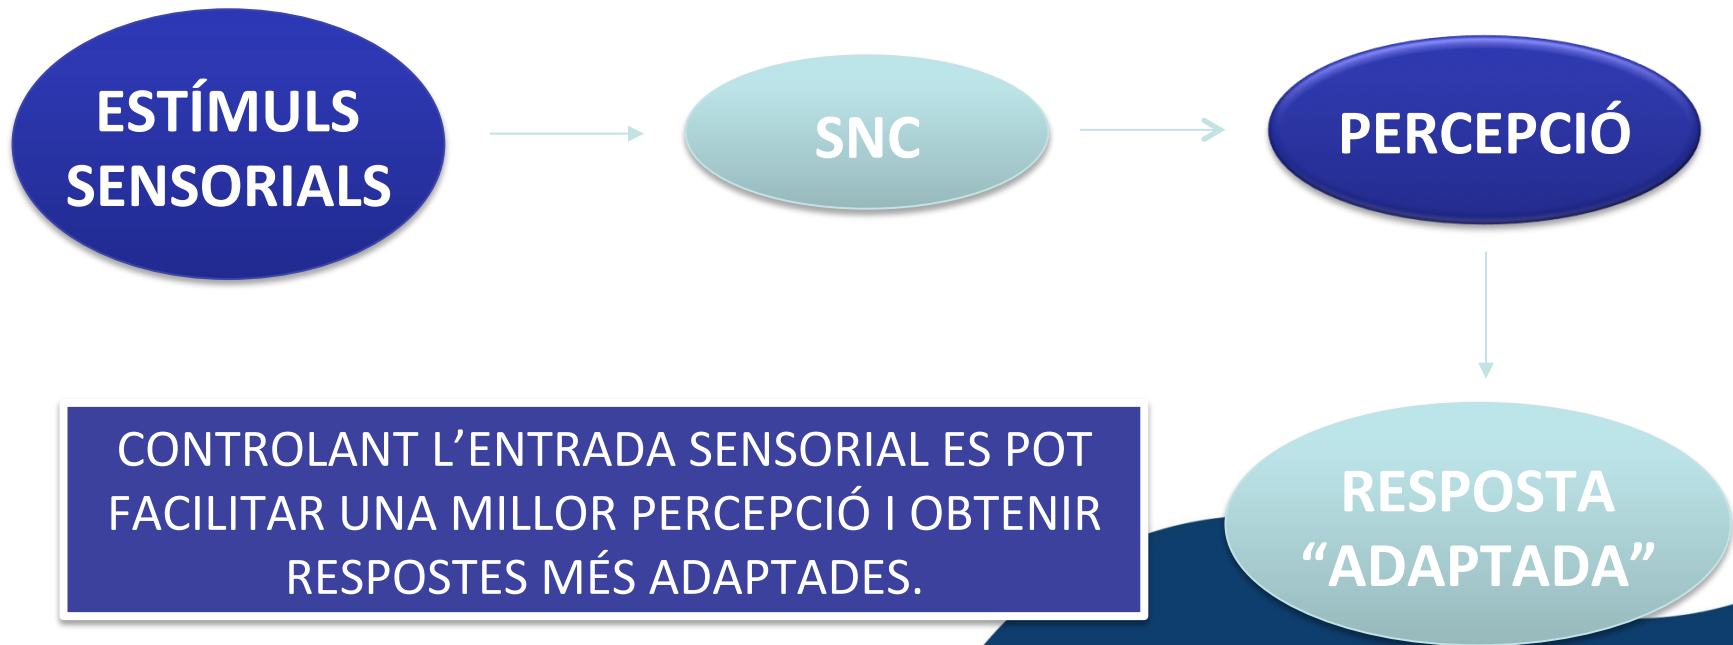 ESTÍMULS
SENSORIALS
SNC
PERCEPCIÓ
CONTROLANT L’ENTRADA SENSORIAL ES POT
FACILITAR UNA MILLOR PERCEPCIÓ I OBTENIR
RESPOSTES MÉS ADAPTADES.
RESPOSTA
“ADAPTADA”